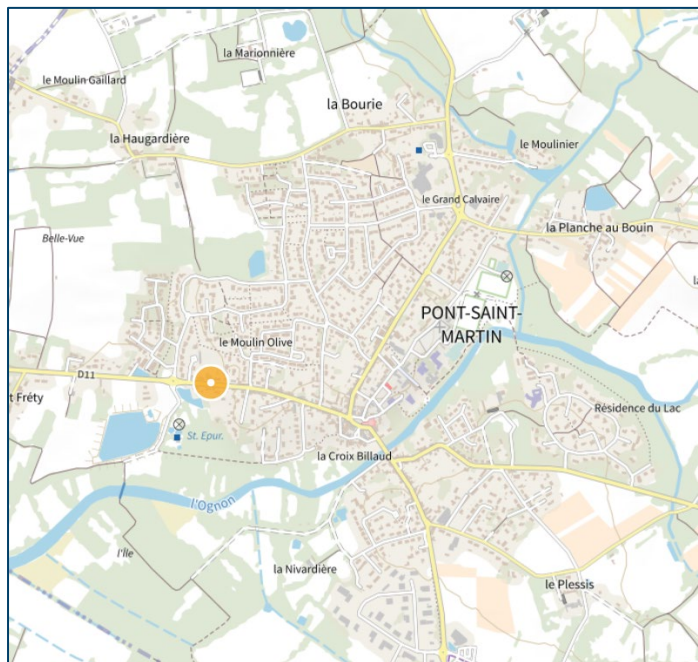 la Marionnière
le Moulin Gaillard
la Bourie
la Haugardière
le Moulinier
le Grand Calvaire
la Planche au Bouin
Belle-Vue
PONT-SAINT-
MARTIN
le Moulin Olive
D11
t Fréty
Résidence du Lac
St. Epur.
la Croix Billaud
l'Ognon
l'Ile
la Nivardière
le Plessis